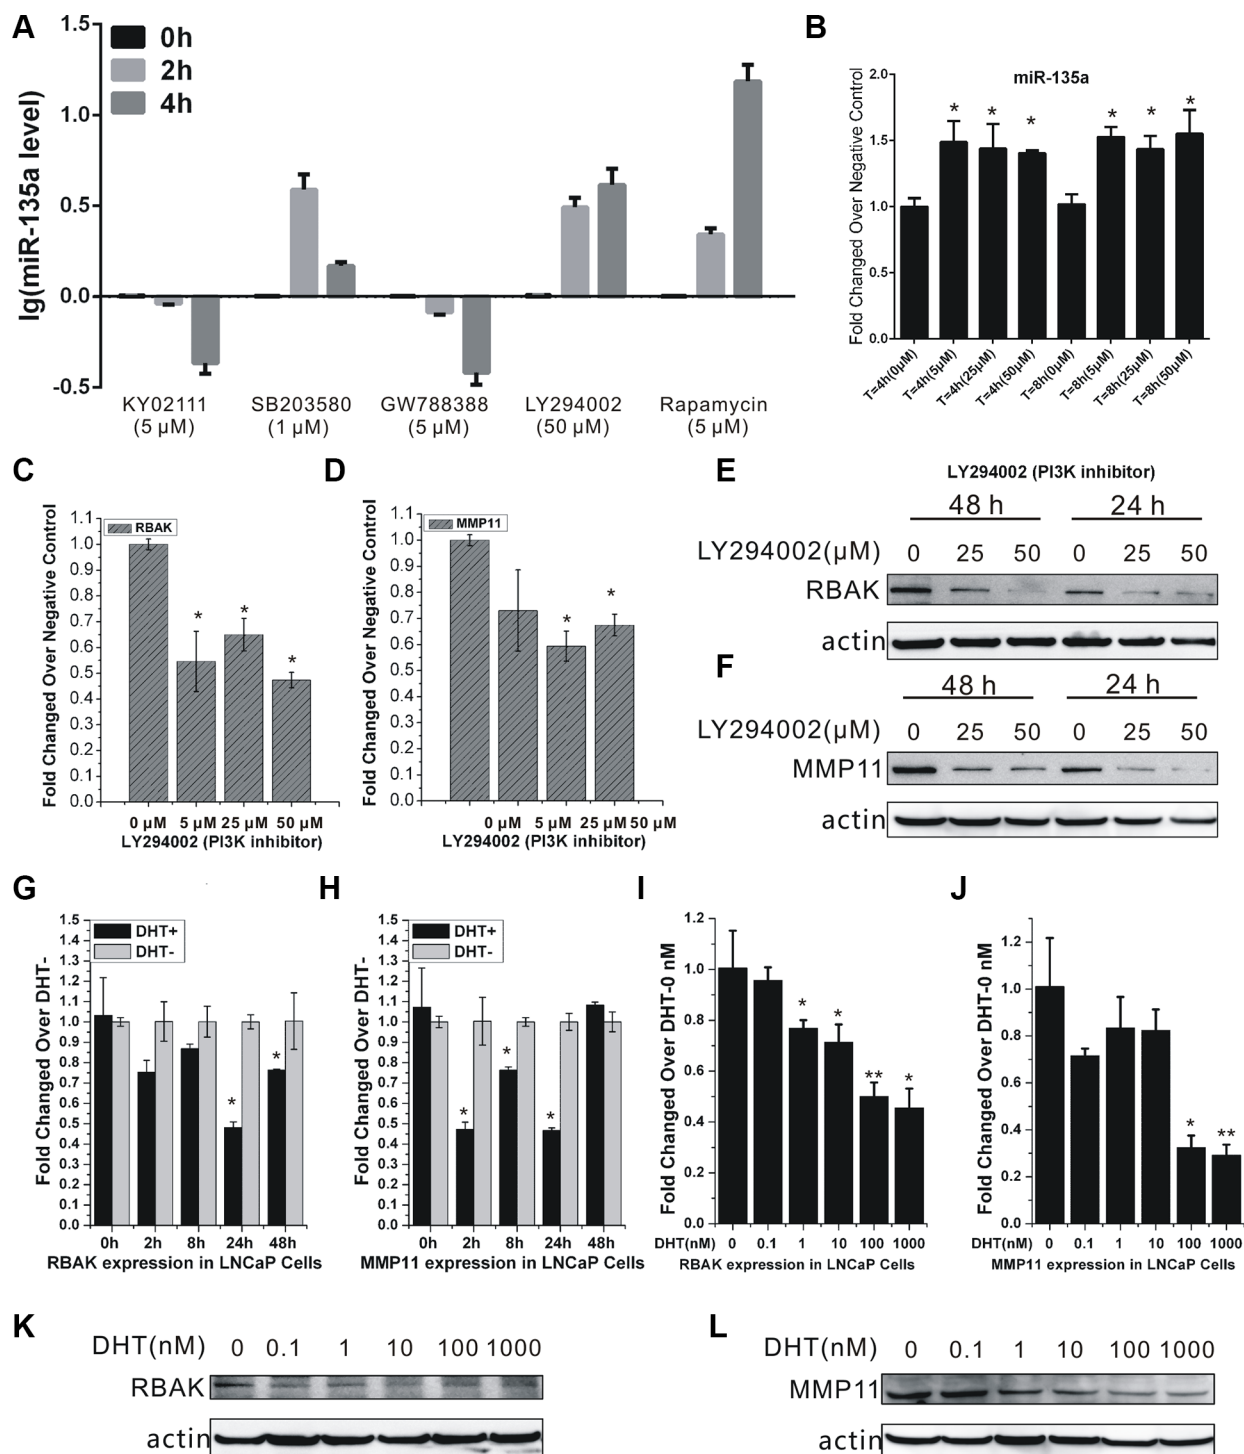 A
lg(miR-135a level)
1.5
1.0
0.5
0.0
-0.5
0h
2h
4h
KY02111 SB203580 GW788388 LY294002 Rapamycin
(5 µM) (1 µM) (5 µM) (50 µM) (5 µM)
B
miR-135a
Fold Changed Over Negative Control
2.0
1.5
1.0
0.5
0.0
* * * * * *
T=4h(0µM) T=4h(5µM) T=4h(25µM) T=4h(50µM) T=8h(0µM) T=8h(5µM) T=8h(25µM) T=8h(50µM)
C
Fold Changed Over Negative Control
1.1
1.0
0.9
0.8
0.7
0.6
0.5
0.4
0.3
0.2
0.1
0.0
RBAK
* * *
0 µM 5 µM 25 µM 50 µM
LY294002 (PI3K inhibitor)
D
Fold Changed Over Negative Control
1.1
1.0
0.9
0.8
0.7
0.6
0.5
0.4
0.3
0.2
0.1
0.0
MMP11
* *
0 µM 5 µM 25 µM 50 µM
LY294002 (PI3K inhibitor)
E
LY294002 (PI3K inhibitor)
48 h 24 h
LY294002(µM) 0 25 50 0 25 50
RBAK
actin
F
48 h 24 h
LY294002(µM) 0 25 50 0 25 50
MMP11
actin
G
Fold Changed Over DHT-
1.5
1.4
1.3
1.2
1.1
1.0
0.9
0.8
0.7
0.6
0.5
0.4
0.3
0.2
0.1
0.0
DHT+
DHT-
* *
0h 2h 8h 24h 48h
RBAK expression in LNCaP Cells
H
Fold Changed Over DHT-
1.5
1.4
1.3
1.2
1.1
1.0
0.9
0.8
0.7
0.6
0.5
0.4
0.3
0.2
0.1
0.0
DHT+
DHT-
* * *
0h 2h 8h 24h 48h
MMP11 expression in LNCaP Cells
I
Fold Changed Over DHT-0 nM
1.2
1.0
0.8
0.6
0.4
0.2
0.0
* * ** *
DHT(nM) 0 0.1 1 10 100 1000
RBAK expression in LNCaP Cells
J
Fold Changed Over DHT-0 nM
1.2
1.0
0.8
0.6
0.4
0.2
0.0
* **
DHT(nM) 0 0.1 1 10 100 1000
MMP11 expression in LNCaP Cells
K
DHT(nM) 0 0.1 1 10 100 1000
RBAK
actin
L
DHT(nM) 0 0.1 1 10 100 1000
MMP11
actin